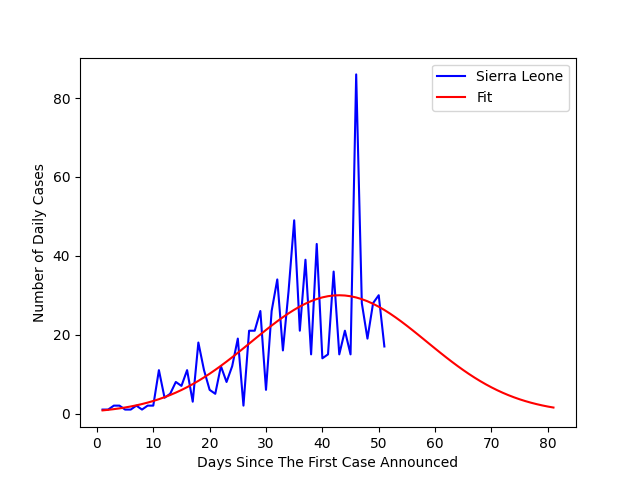 Sierra Leone
Fit
Number of Daily Cases
80
60
40
20
0
0 10 20 30 40 50 60 70 80
Days Since The First Case Announced